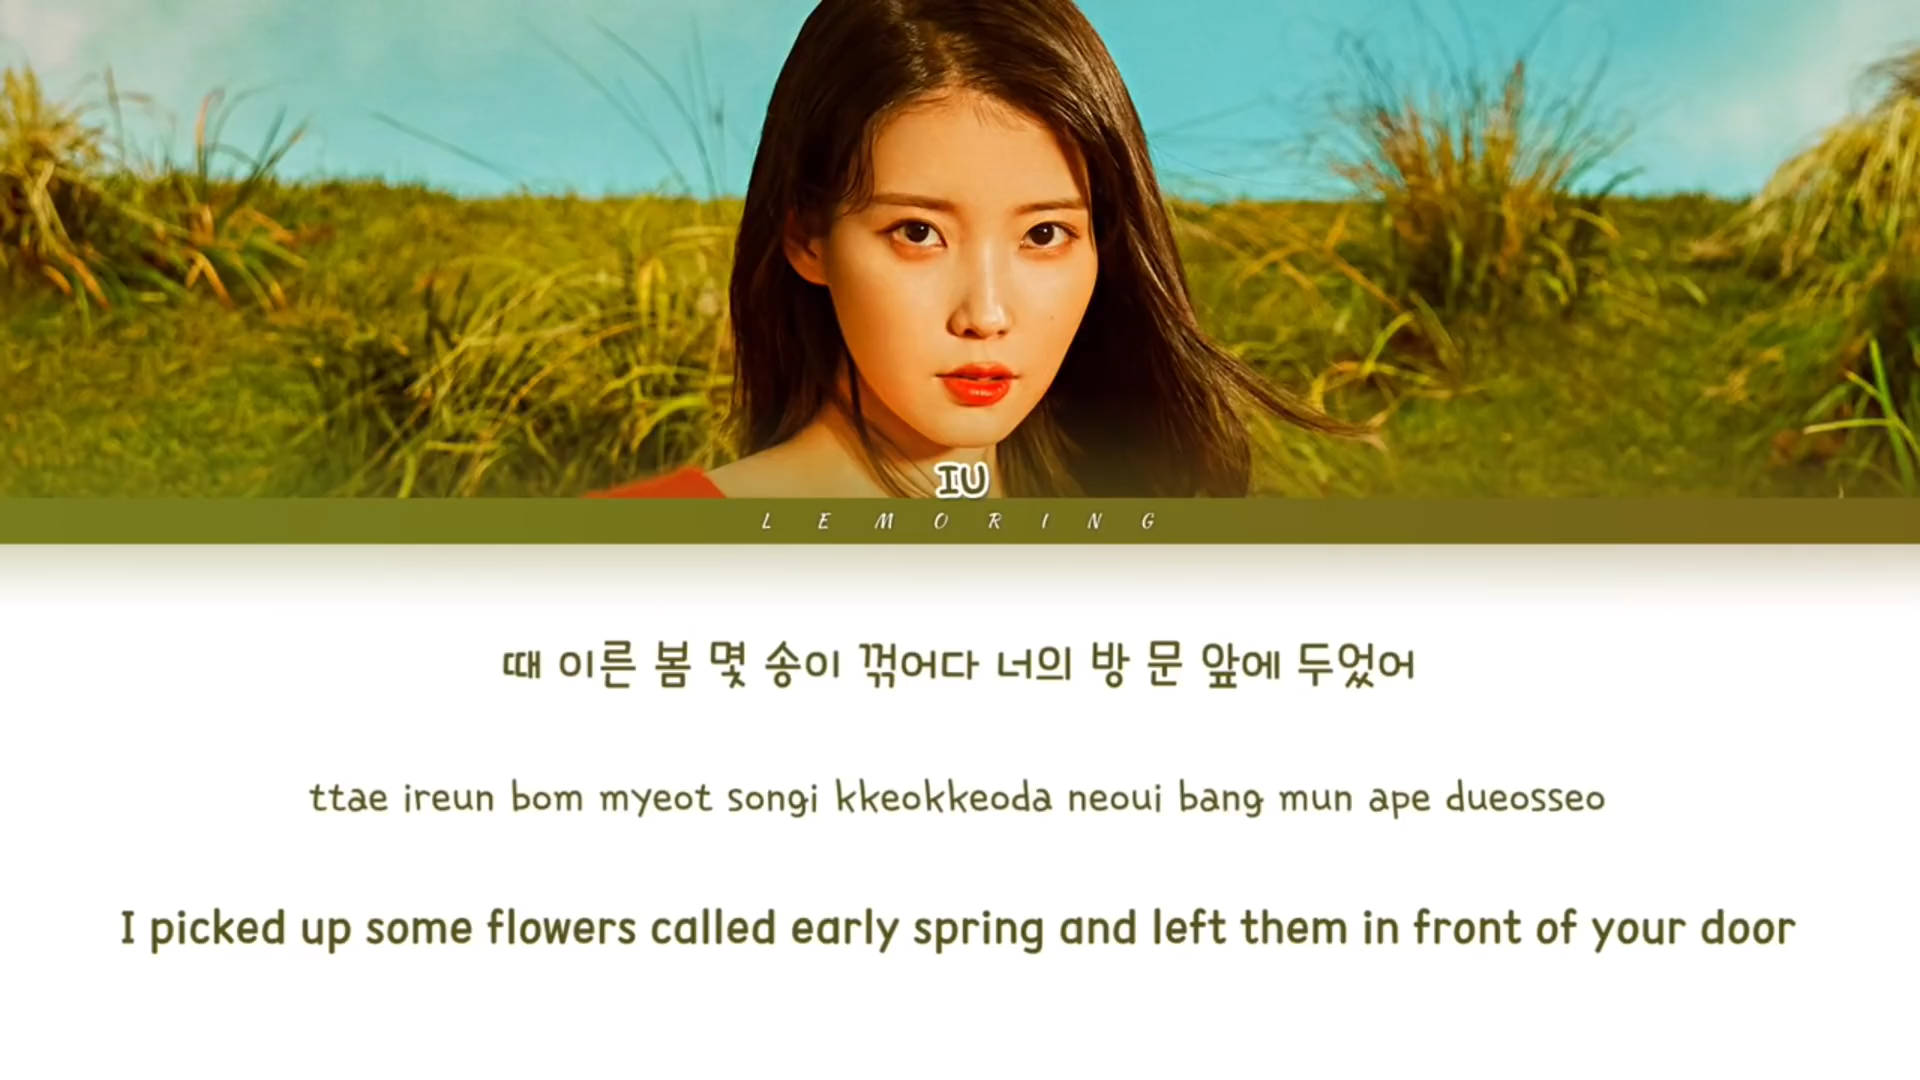 IU
LEMORING
때 이른 봄 몇 송이 꺾어다 너의 방 문 앞에 두었어
ttae ireun bom myeot songi kkeokkeoda neoui bang mun ape dueosseo
I picked up some flowers called early spring and left them in front of your door